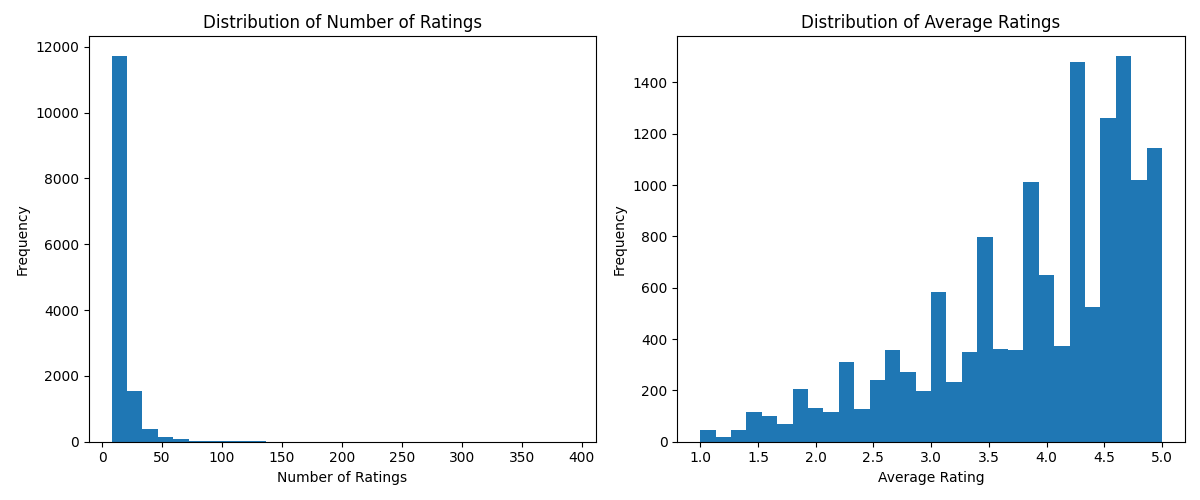 Distribution of Number of Ratings
12000
10000
8000
6000
4000
2000
0
Frequency
0 50 100 150 200 250 300 350 400
Number of Ratings
Distribution of Average Ratings
1400
1200
1000
800
600
400
200
0
Frequency
1.0 1.5 2.0 2.5 3.0 3.5 4.0 4.5 5.0
Average Rating